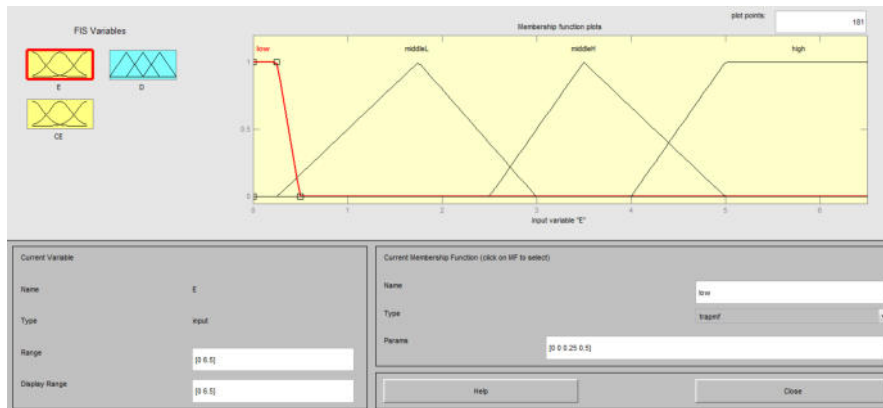 plot points:
181
FIS Variables
Membership function plots
low
middleL
middleH
high
E
D
CE
1
0.5
0
0 1 2 3 4 5 6
input variable "E"
Current Variable
Name E
Type input
Range [0 6.5]
Display Range [0 6.5]
Current Membership Function (click on MF to select)
Name low
Type trapmf
Params [0 0 0.25 0.5]
Help
Close